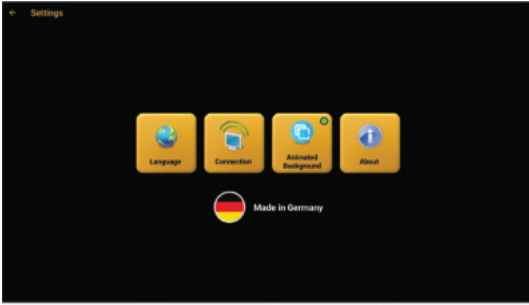 Settings
Language
Connection
Animated
Background
About
Made in Germany